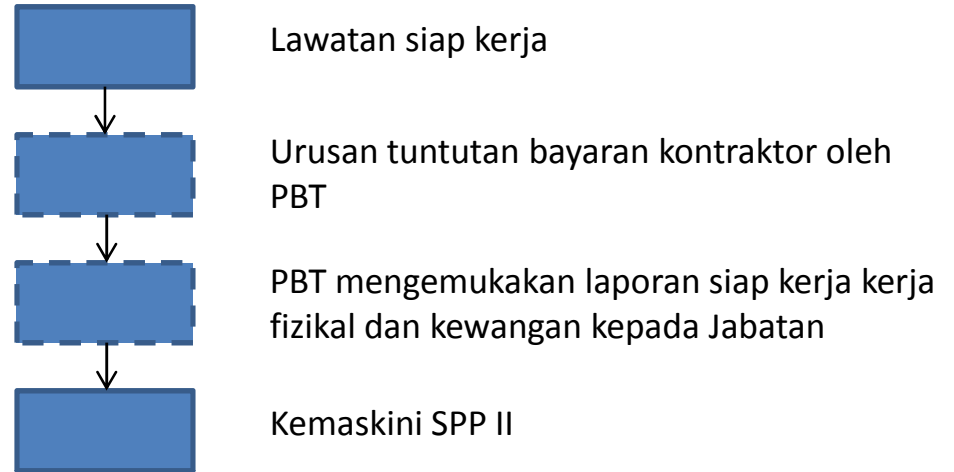 Lawatan siap kerja
Urusan tuntutan bayaran kontraktor oleh
PBT
PBT mengemukakan laporan siap kerja kerja
fizikal dan kewangan kepada Jabatan
Kemaskini SPP II